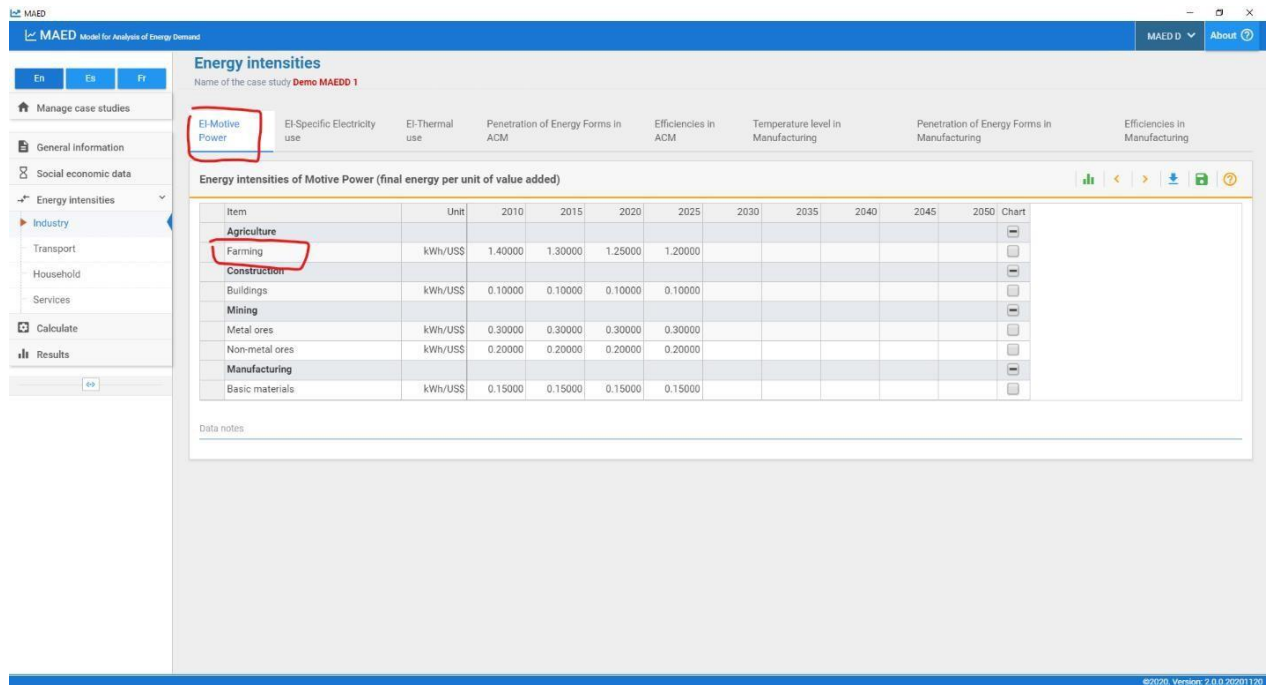 MAED
MAED Model for Analysis of Energy Demand
MAED D
About
En Es Fr
Manage case studies
General information
Social economic data
Energy intensities
Industry
Transport
Household
Services
Calculate
Results
Energy intensities
Name of the case study Demo MAEDD 1
EI-Motive Power
EI-Specific Electricity use
EI-Thermal use
Penetration of Energy Forms in ACM
Efficiencies in ACM
Temperature level in Manufacturing
Penetration of Energy Forms in Manufacturing
Efficiencies in Manufacturing
Energy intensities of Motive Power (final energy per unit of value added)
Item Unit 2010 2015 2020 2025 2030 2035 2040 2045 2050 Chart
Agriculture
Farming kWh/US$ 1.40000 1.30000 1.25000 1.20000
Construction
Buildings kWh/US$ 0.10000 0.10000 0.10000 0.10000
Mining
Metal ores kWh/US$ 0.30000 0.30000 0.30000 0.30000
Non-metal ores kWh/US$ 0.20000 0.20000 0.20000 0.20000
Manufacturing
Basic materials kWh/US$ 0.15000 0.15000 0.15000 0.15000
Data notes
©2020. Version: 2.0.0.20201120